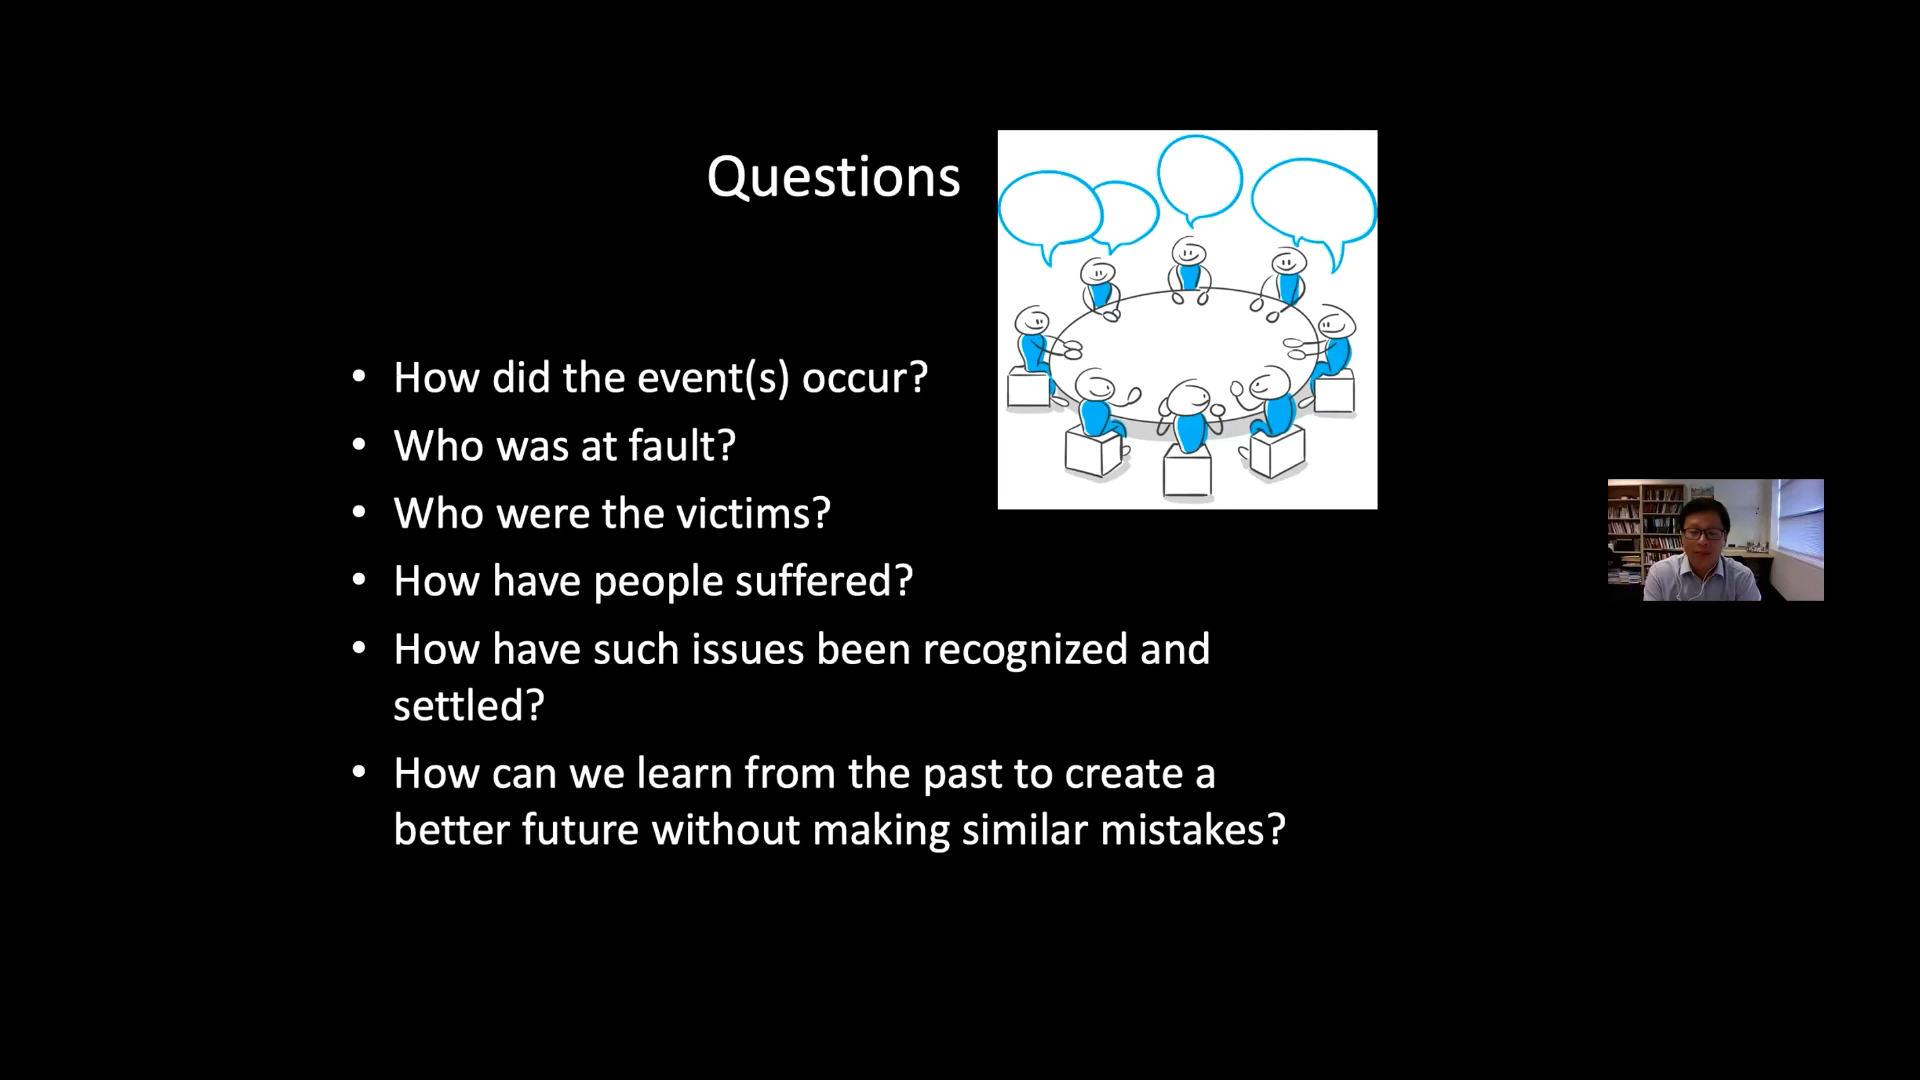 Questions
• How did the event(s) occur?
• Who was at fault?
• Who were the victims?
• How have people suffered?
• How have such issues been recognized and
settled?
• How can we learn from the past to create a
better future without making similar mistakes?